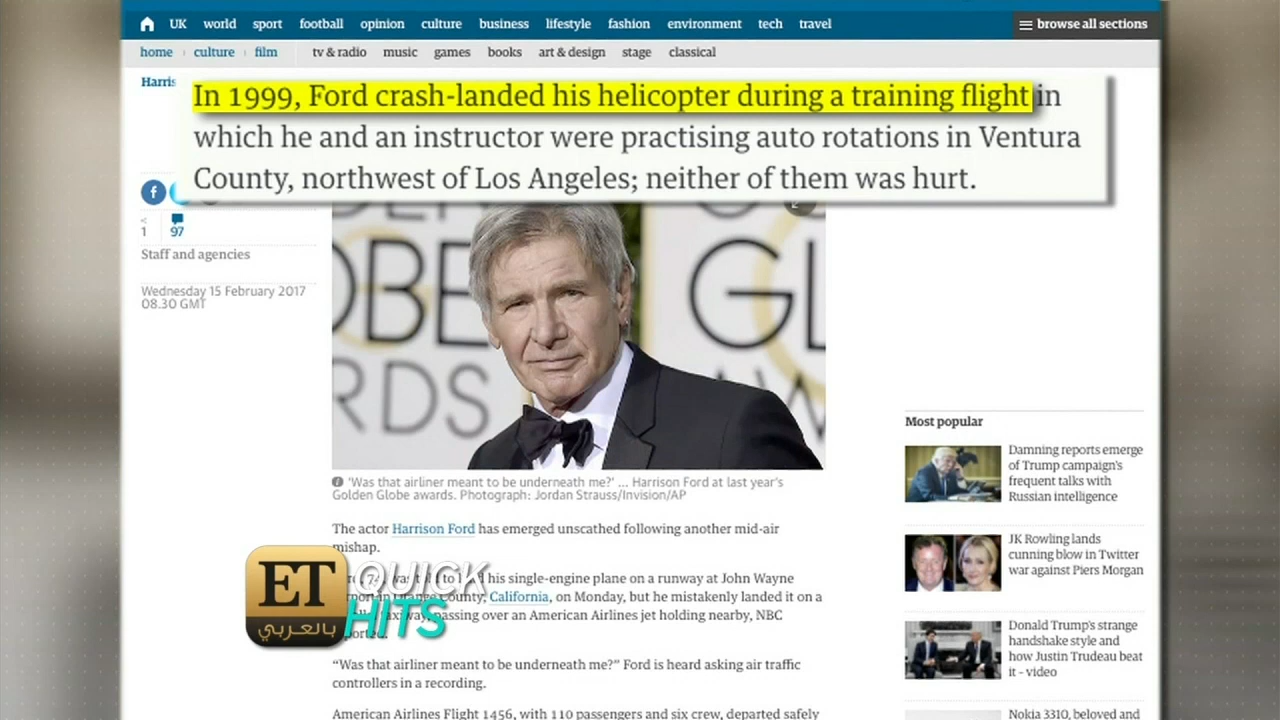 UK world sport football opinion culture business lifestyle fashion environment tech travel browse all sections
home culture film tv & radio music games books art & design stage classical
Harris
In 1999, Ford crash-landed his helicopter during a training flight in
which he and an instructor were practising auto rotations in Ventura
County, northwest of Los Angeles; neither of them was hurt.
1 97
Staff and agencies
Wednesday 15 February 2017
08.30 GMT
OBE
RDS
GL
'Was that airliner meant to be underneath me?' ... Harrison Ford at last year's
Golden Globe awards. Photograph: Jordan Strauss/Invision/AP
The actor Harrison Ford has emerged unscathed following another mid-air
mishap.
his single-engine plane on a runway at John Wayne
County, California, on Monday, but he mistakenly landed it on a
passing over an American Airlines jet holding nearby, NBC
“Was that airliner meant to be underneath me?” Ford is heard asking air traffic
controllers in a recording.
American Airlines Flight 1456, with 110 passengers and six crew, departed safely
ET
بالعربي
QUICK
HITS
Most popular
Damning reports emerge
of Trump campaign's
frequent talks with
Russian intelligence
JK Rowling lands
cunning blow in Twitter
war against Piers Morgan
Donald Trump's strange
handshake style and
how Justin Trudeau beat
it - video
Nokia 3310, beloved and